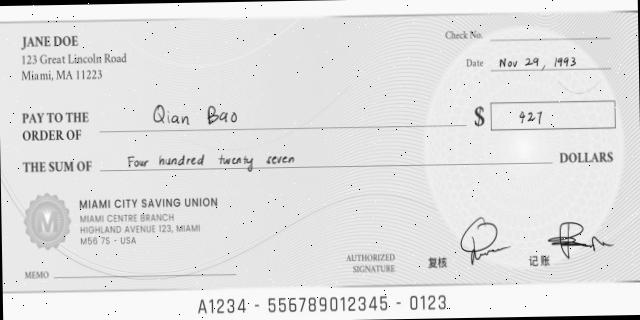 JANE DOE
123 Great Lincoln Road
Miami, MA 11223
Check No.
Date Nov 29, 1993
PAY TO THE
ORDER OF Qian Bao
$ 427
THE SUM OF Four hundred twenty seven DOLLARS
MIAMI CITY SAVING UNION
MIAMI CENTRE BRANCH
HIGHLAND AVENUE 123, MIAMI
M56 7S - USA
M
MEMO
AUTHORIZED
SIGNATURE
复核
记账
A1234 - 556789012345 - 0123